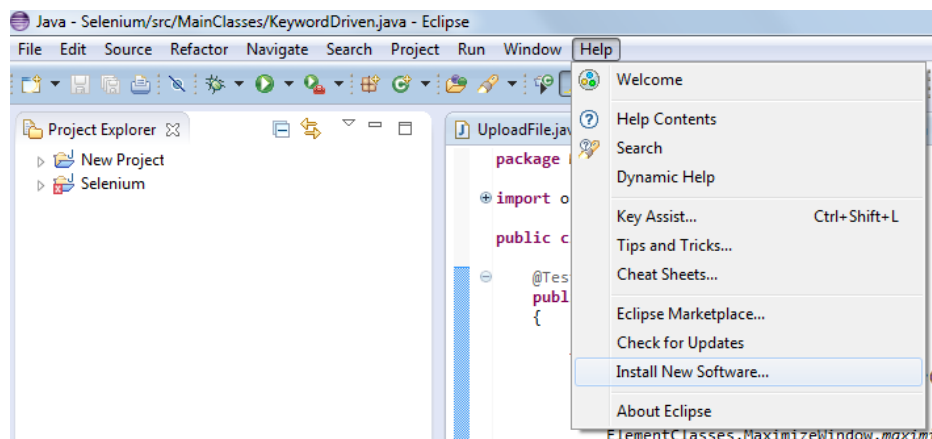 Java - Selenium/src/MainClasses/KeywordDriven.java - Eclipse
File Edit Source Refactor Navigate Search Project Run Window Help
Project Explorer
New Project
Selenium
UploadFile.jav
package
import o
public c
@Tes
publ
{
Welcome
Help Contents
Search
Dynamic Help
Key Assist... Ctrl+Shift+L
Tips and Tricks...
Cheat Sheets...
Eclipse Marketplace...
Check for Updates
Install New Software...
About Eclipse
ElementClasses.MaximizeWindow.maximi